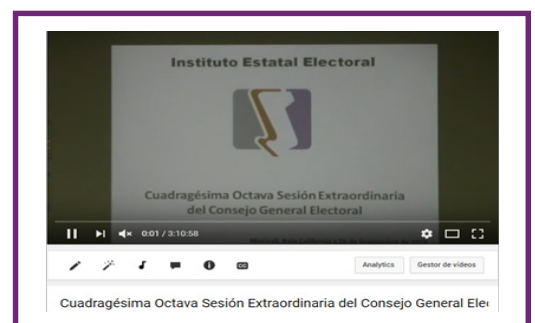 Instituto Estatal Electoral
Cuadragésima Octava Sesión Extraordinaria
del Consejo General Electoral
0:01 / 3:10:58
Analytics
Gestor de vídeos
Cuadragésima Octava Sesión Extraordinaria del Consejo General Elec